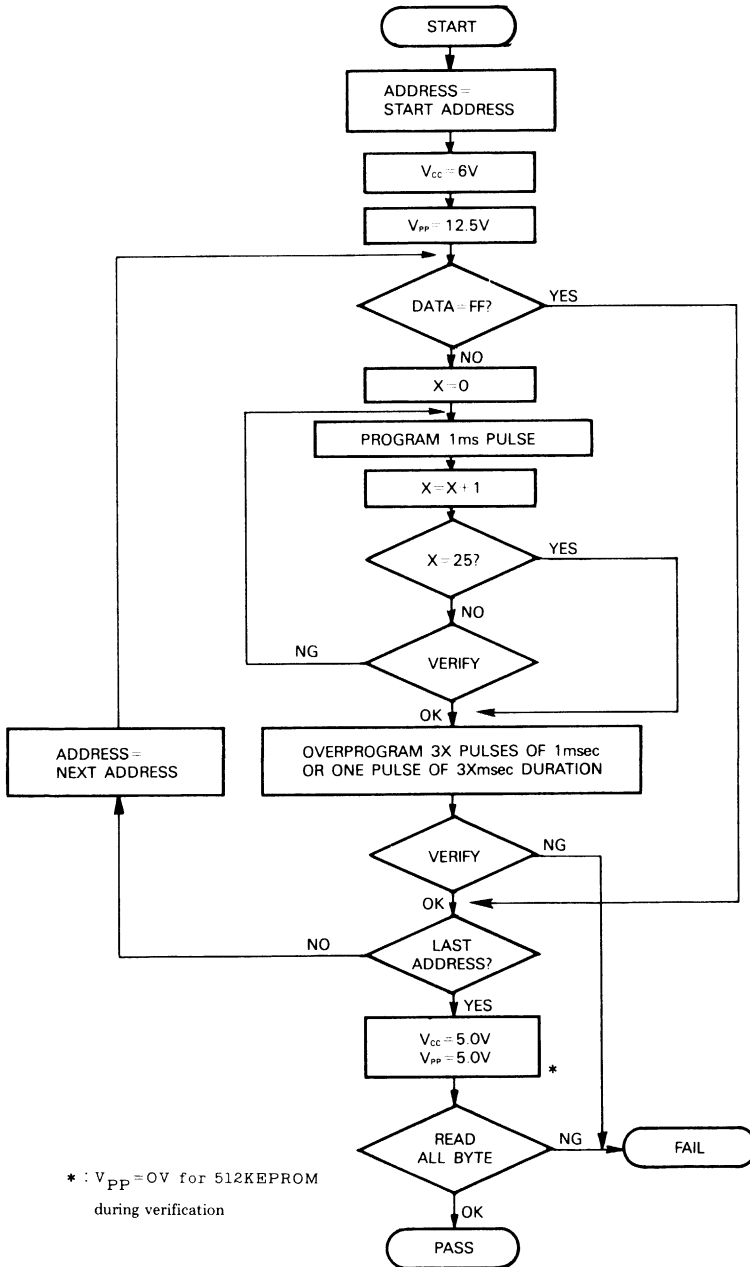 START
ADDRESS=
START ADDRESS
Vcc=6V
VPP=12.5V
DATA=FF?
YES
NO
X=0
PROGRAM 1ms PULSE
X=X+1
X=25?
YES
NO
NG
VERIFY
OK
ADDRESS=
NEXT ADDRESS
OVERPROGRAM 3X PULSES OF 1msec
OR ONE PULSE OF 3Xmsec DURATION
VERIFY
NG
OK
NO
LAST
ADDRESS?
YES
Vcc=5.0V
VPP=5.0V
*
READ
ALL BYTE
NG
FAIL
* : VPP=0V for 512KEPROM
during verification
OK
PASS